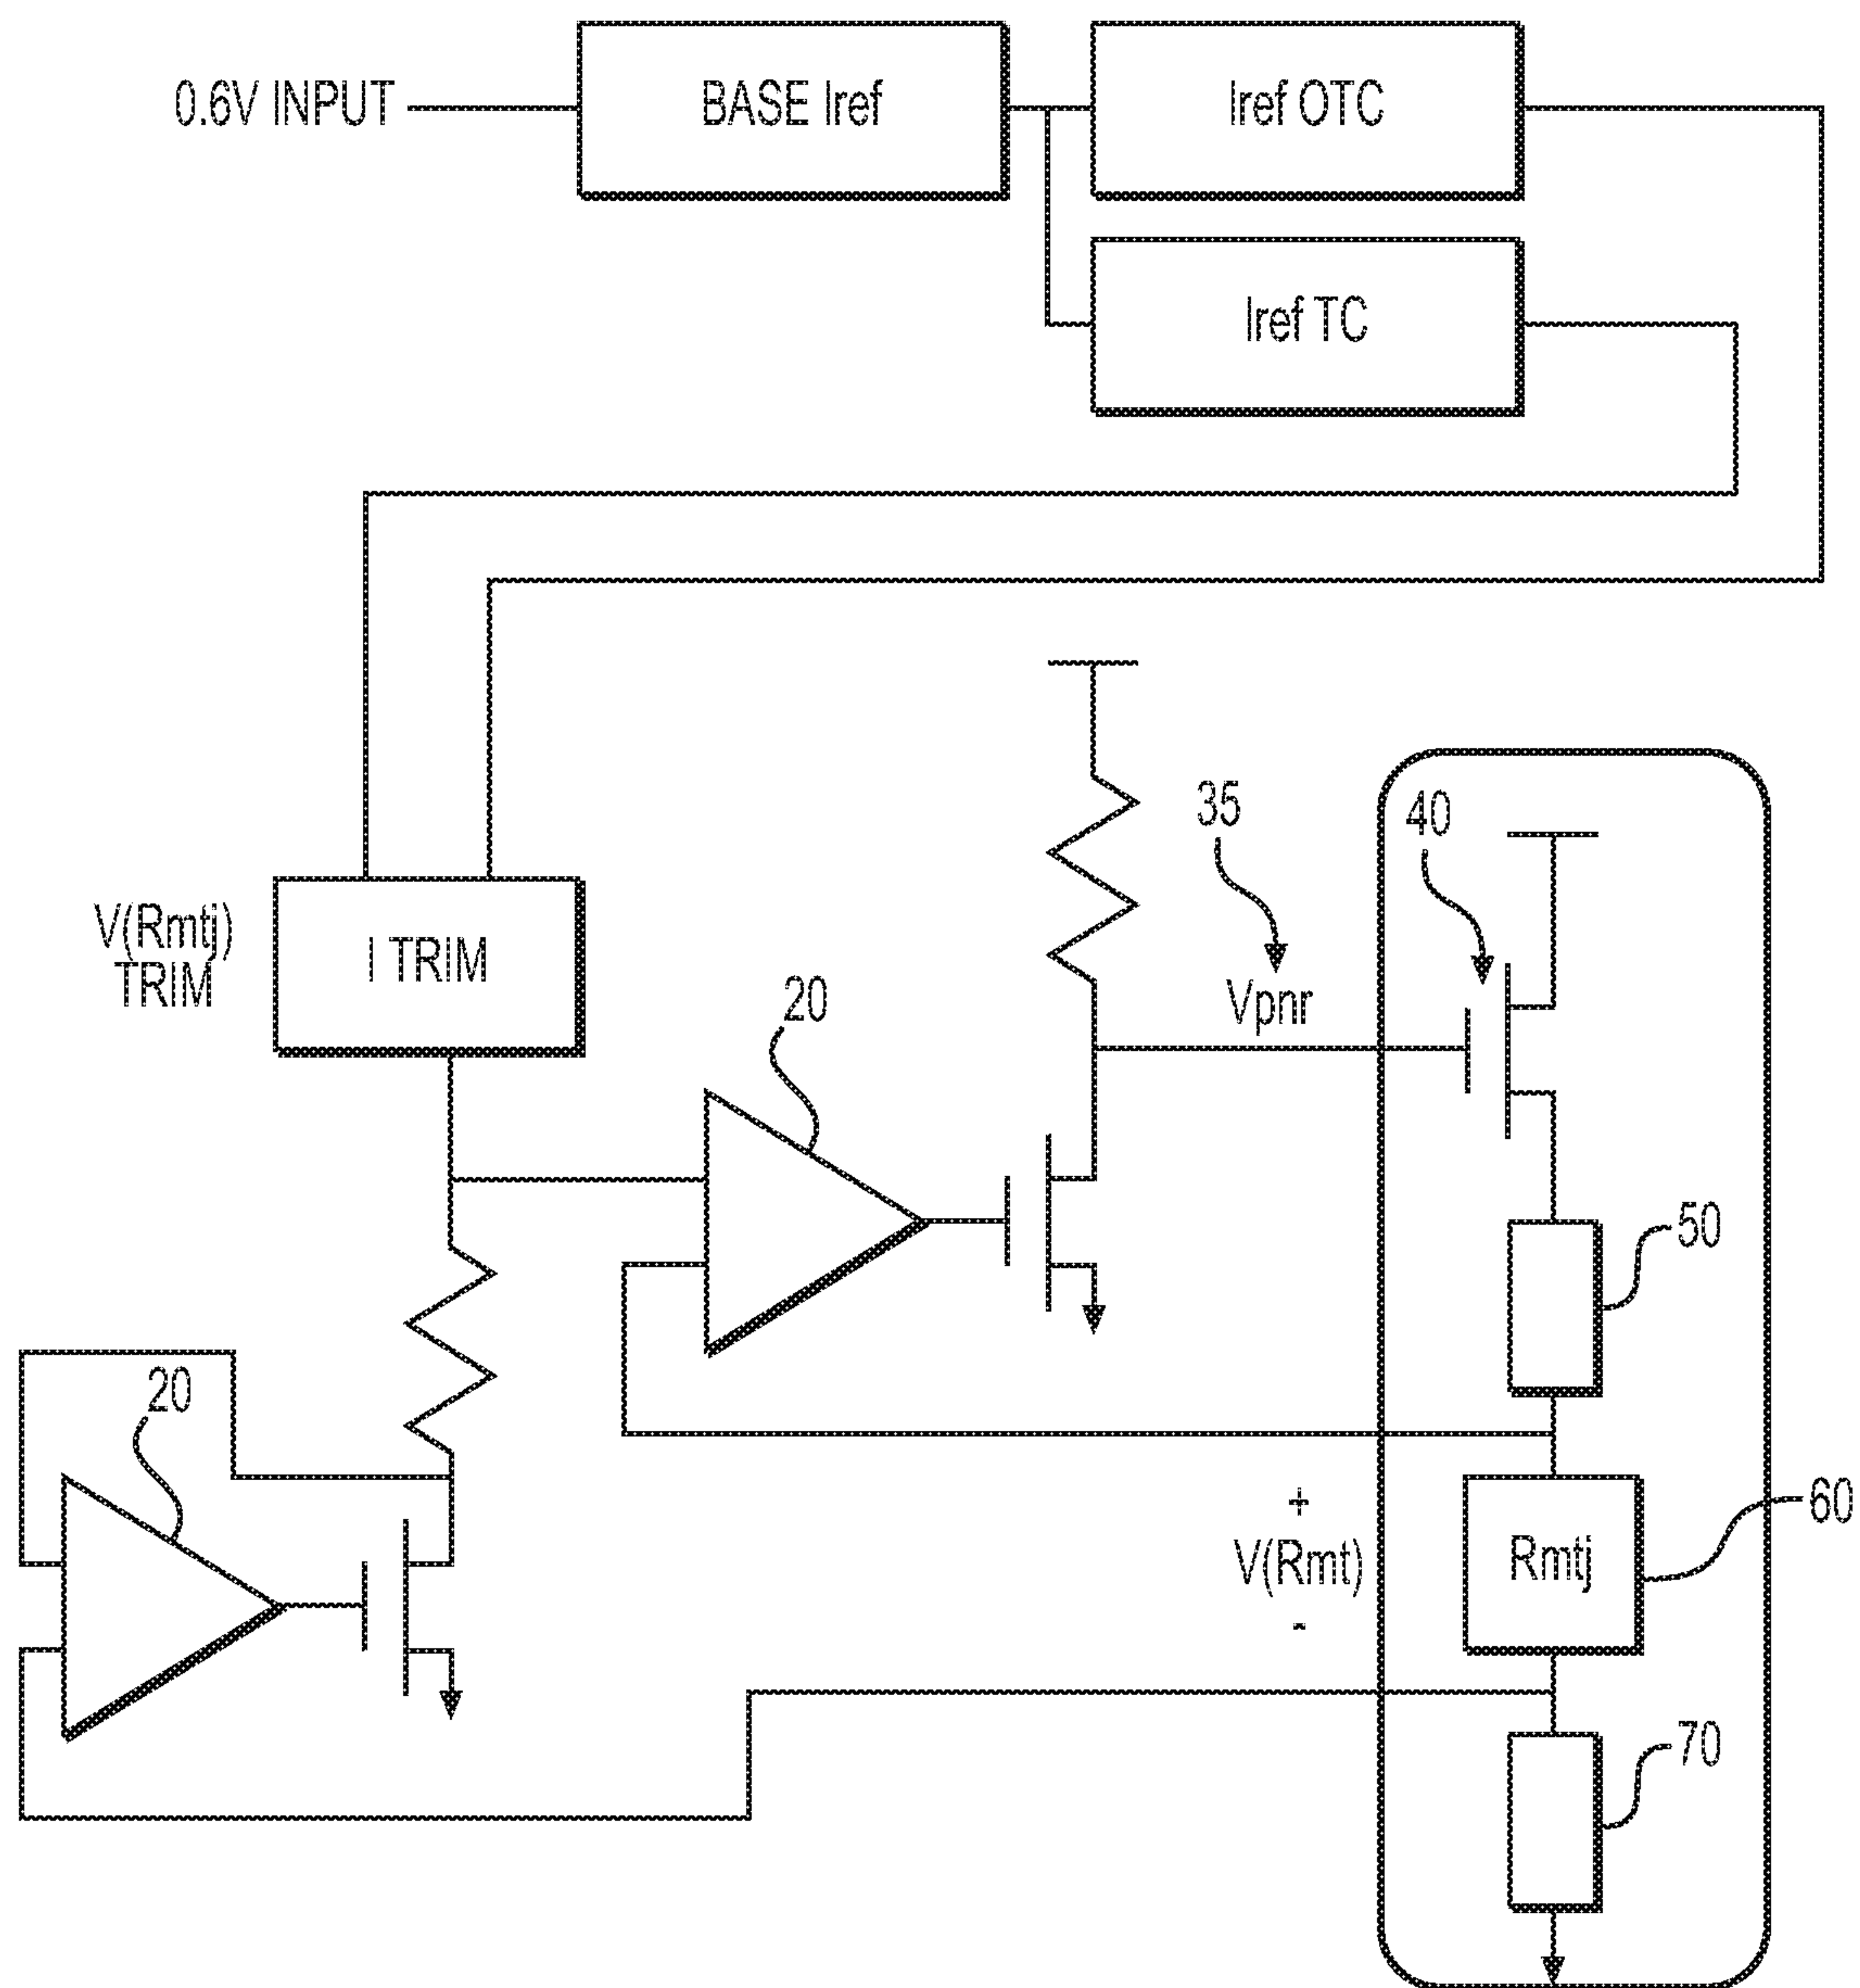 0.6V INPUT
BASE Iref
Iref OTC
Iref TC
35
40
V(Rmtj)
TRIM
I TRIM
Vpnr
20
50
20
+
V(Rmt)
-
Rmtj
60
70